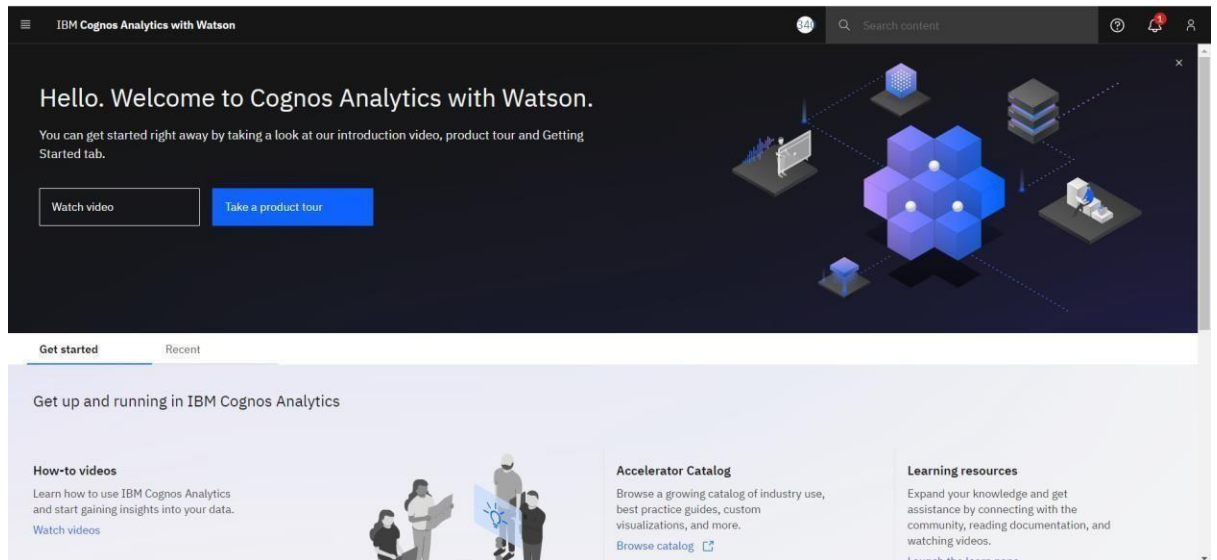 IBM Cognos Analytics with Watson
Search content
1
Hello. Welcome to Cognos Analytics with Watson.
You can get started right away by taking a look at our introduction video, product tour and Getting
Started tab.
Watch video
Take a product tour
Get started
Recent
Get up and running in IBM Cognos Analytics
How-to videos
Learn how to use IBM Cognos Analytics
and start gaining insights into your data.
Watch videos
Accelerator Catalog
Browse a growing catalog of industry use,
best practice guides, custom
visualizations, and more.
Browse catalog
Learning resources
Expand your knowledge and get
assistance by connecting with the
community, reading documentation, and
watching videos.